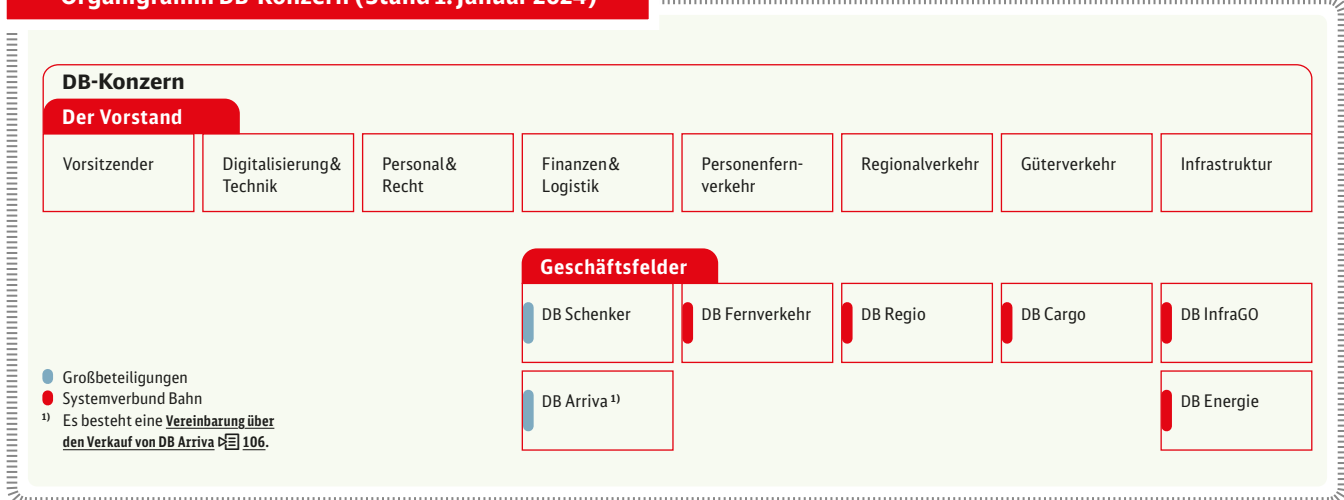 Organigramm DB-Konzern (Stand 1. Januar 2024)
DB-Konzern
Der Vorstand
Vorsitzender
Digitalisierung &
Technik
Personal &
Recht
Finanzen &
Logistik
Personenfern-
verkehr
Regionalverkehr
Güterverkehr
Infrastruktur
Geschäftsfelder
DB Schenker
DB Fernverkehr
DB Regio
DB Cargo
DB InfraGO
DB Arriva 1)
DB Energie
Großbeteiligungen
Systemverbund Bahn
1) Es besteht eine Vereinbarung über
den Verkauf von DB Arriva 106.